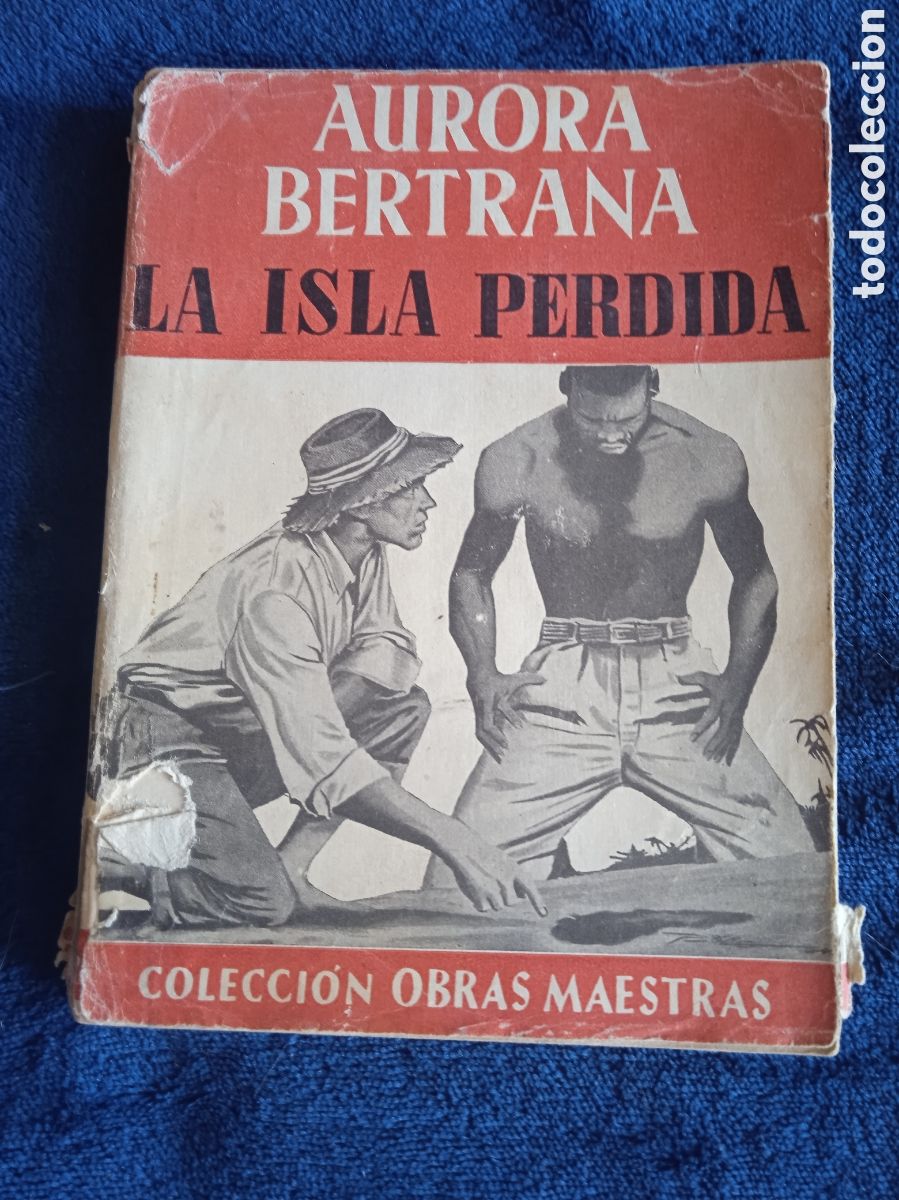 AURORA
BERTRANA
LA ISLA PERDIDA
COLECCIÓN OBRAS MAESTRAS
todocoleccion